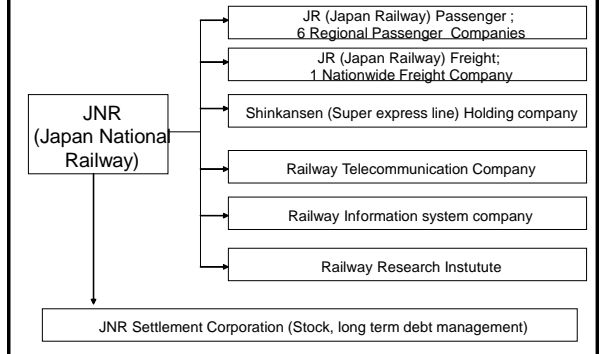 JR (Japan Railway) Passenger ;
6 Regional Passenger Companies
JR (Japan Railway) Freight;
1 Nationwide Freight Company
JNR
(Japan National
Railway)
Shinkansen (Super express line) Holding company
Railway Telecommunication Company
Railway Information system company
Railway Research Instutute
JNR Settlement Corporation (Stock, long term debt management)